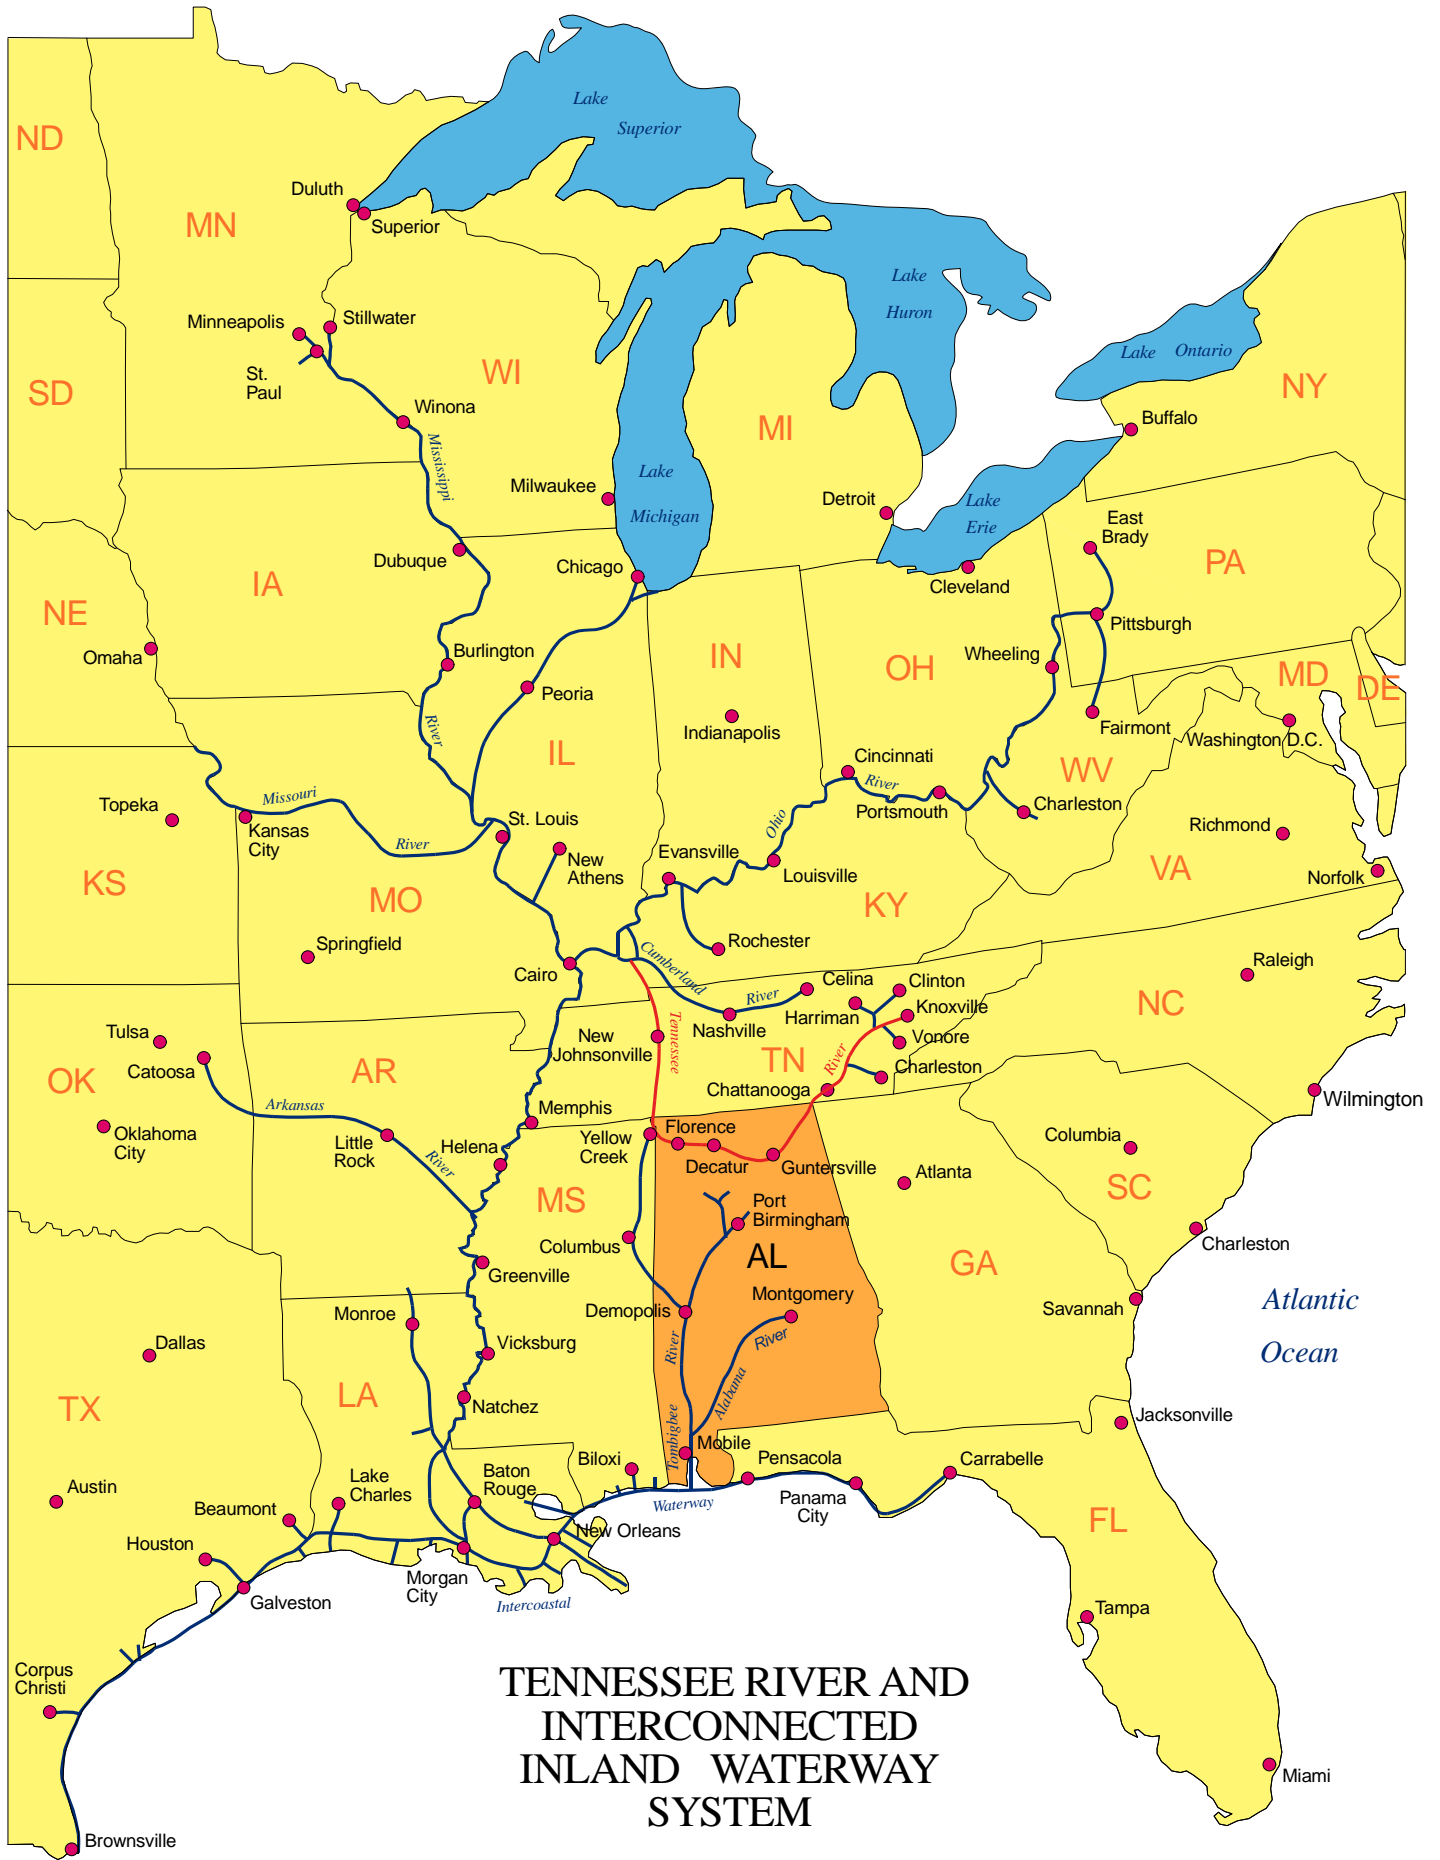 Lake
Superior
ND
Duluth
MN
Superior
Lake
Huron
Minneapolis
Stillwater
St.
Paul
WI
Lake Ontario
SD
NY
Winona
MI
Buffalo
Mississippi
Lake
Michigan
Milwaukee
Detroit
Lake
Erie
East
Brady
Dubuque
Chicago
PA
IA
Cleveland
NE
Pittsburgh
Omaha
Burlington
IN
OH
Wheeling
MD
DE
Peoria
River
Indianapolis
Fairmont
Washington D.C.
IL
Cincinnati
WV
River
Missouri
Topeka
Kansas
City
Portsmouth
Charleston
St. Louis
Ohio
Richmond
River
New
Athens
Evansville
Louisville
VA
Norfolk
KS
MO
KY
Springfield
Rochester
Cairo
Cumberland
River
Celina
Clinton
Raleigh
NC
Nashville
Harriman
Knoxville
Tulsa
Catoosa
New
Johnsonville
Tennessee
TN
River
Vonore
Charleston
OK
AR
Chattanooga
Arkansas
Memphis
Wilmington
Oklahoma
City
Little
Rock
River
Helena
Yellow
Creek
Florence
Decatur
Guntersville
Columbia
Atlanta
SC
MS
Port
Birmingham
Columbus
AL
Charleston
Greenville
GA
Monroe
Demopolis
Montgomery
River
Savannah
Atlantic
Ocean
Dallas
Vicksburg
River
Alabama
TX
LA
Natchez
Tombigbee
Jacksonville
Mobile
Biloxi
Pensacola
Carrabelle
Austin
Lake
Charles
Baton
Rouge
Waterway
Panama
City
Beaumont
FL
Houston
New Orleans
Morgan
City
Galveston
Intercoastal
Tampa
Corpus
Christi
TENNESSEE RIVER AND
INTERCONNECTED
INLAND WATERWAY
SYSTEM
Miami
Brownsville